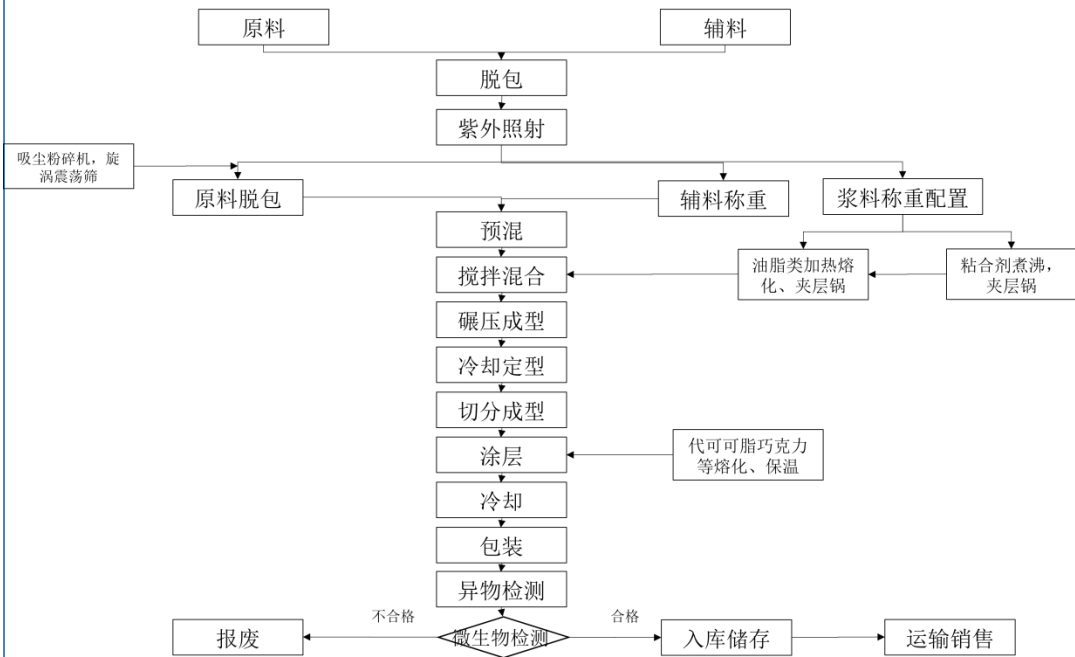 原料
辅料
脱包
紫外照射
吸尘粉碎机，旋
涡震荡筛
原料脱包
辅料称重
浆料称重配置
预混
油脂类加热熔
化、夹层锅
粘合剂煮沸，
夹层锅
搅拌混合
碾压成型
冷却定型
切分成型
涂层
代可可脂巧克力
等熔化、保温
冷却
包装
异物检测
不合格
合格
报废
微生物检测
入库储存
运输销售